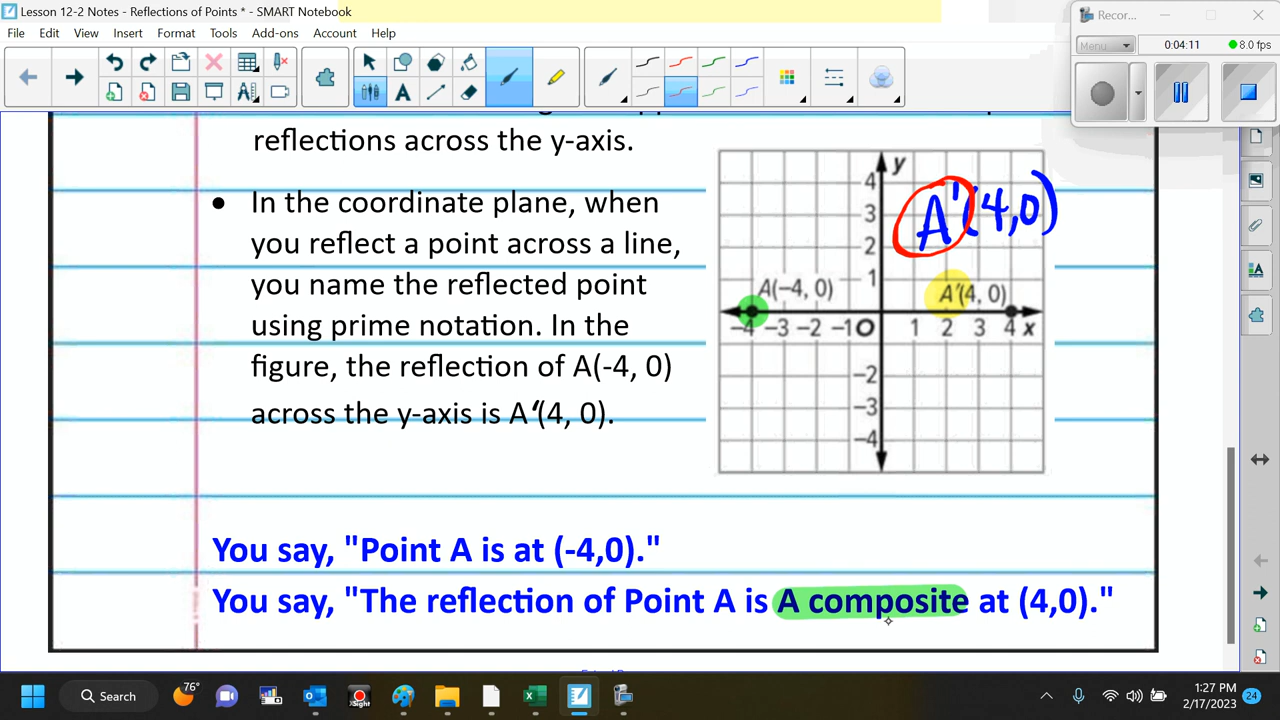 Lesson 12-2 Notes - Reflections of Points * - SMART Notebook
Recor...
File Edit View Insert Format Tools Add-ons Account Help
Menu
0:04:11
8.0 fps
reflections across the y-axis.
• In the coordinate plane, when
you reflect a point across a line,
you name the reflected point
using prime notation. In the
figure, the reflection of A(-4, 0)
across the y-axis is A′(4, 0).
y
A'(4,0)
4
3
2
1
A(−4, 0)
A′(4, 0)
−4 −3 −2 −1 O 1 2 3 4 x
−2
−3
−4
You say, "Point A is at (-4,0)."
You say, "The reflection of Point A is A composite at (4,0)."
76°
Search
1:27 PM
2/17/2023
24